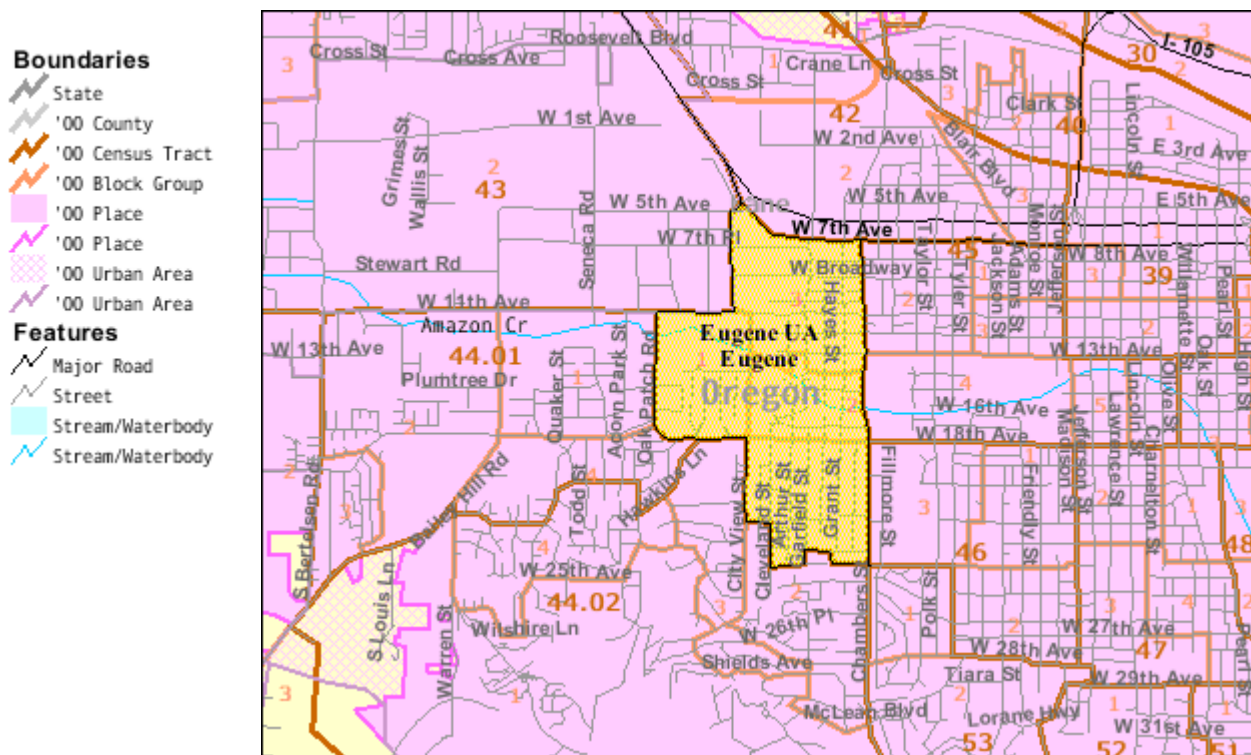 Boundaries
State
'00 County
'00 Census Tract
'00 Block Group
'00 Place
'00 Place
'00 Urban Area
'00 Urban Area
Features
Major Road
Street
Stream/Waterbody
Stream/Waterbody
Roosevelt Blvd
41
I- 105
Cross St
Cross Ave
Crane Ln
30
Cross St
Cross St
42
Clark St
40
Lincoln St
W 1st Ave
W 2nd Ave
Blair Blvd
E 3rd Ave
Grimes St
Wallis St
43
Seneca Rd
W 5th Ave
W 5th Ave
E 5th Ave
W 7th Pl
W 7th Ave
45
W 8th Ave
39
Stewart Rd
W Broadway
Taylor St
Tyler St
Jackson St
Adams St
Monroe St
Willamette St
Pearl St
W 11th Ave
Hayes St
Amazon Cr
Eugene UA
Eugene
Oregon
W 13th Ave
44.01
W 13th Ave
Oak St
High St
Plumtree Dr
Quaker St
Acorn Park St
Oak Patch Rd
W 16th Ave
Lincoln St
Olive St
W 18th Ave
Madison St
Jefferson St
Lawrence St
Charnelton St
S Bertelsen Rd
Bailey Hill Rd
Todd St
Hawkins Ln
City View St
Cleveland St
Arthur St
Garfield St
Grant St
Fillmore St
Friendly St
46
48
W 25th Ave
44.02
S Louis Ln
Warren St
Wilshire Ln
W 26th Pl
Chambers St
Polk St
W 27th Ave
W 28th Ave
47
Shields Ave
Tiara St
W 29th Ave
McLean Blvd
Lorane Hwy
W 31st Ave
53
52
51